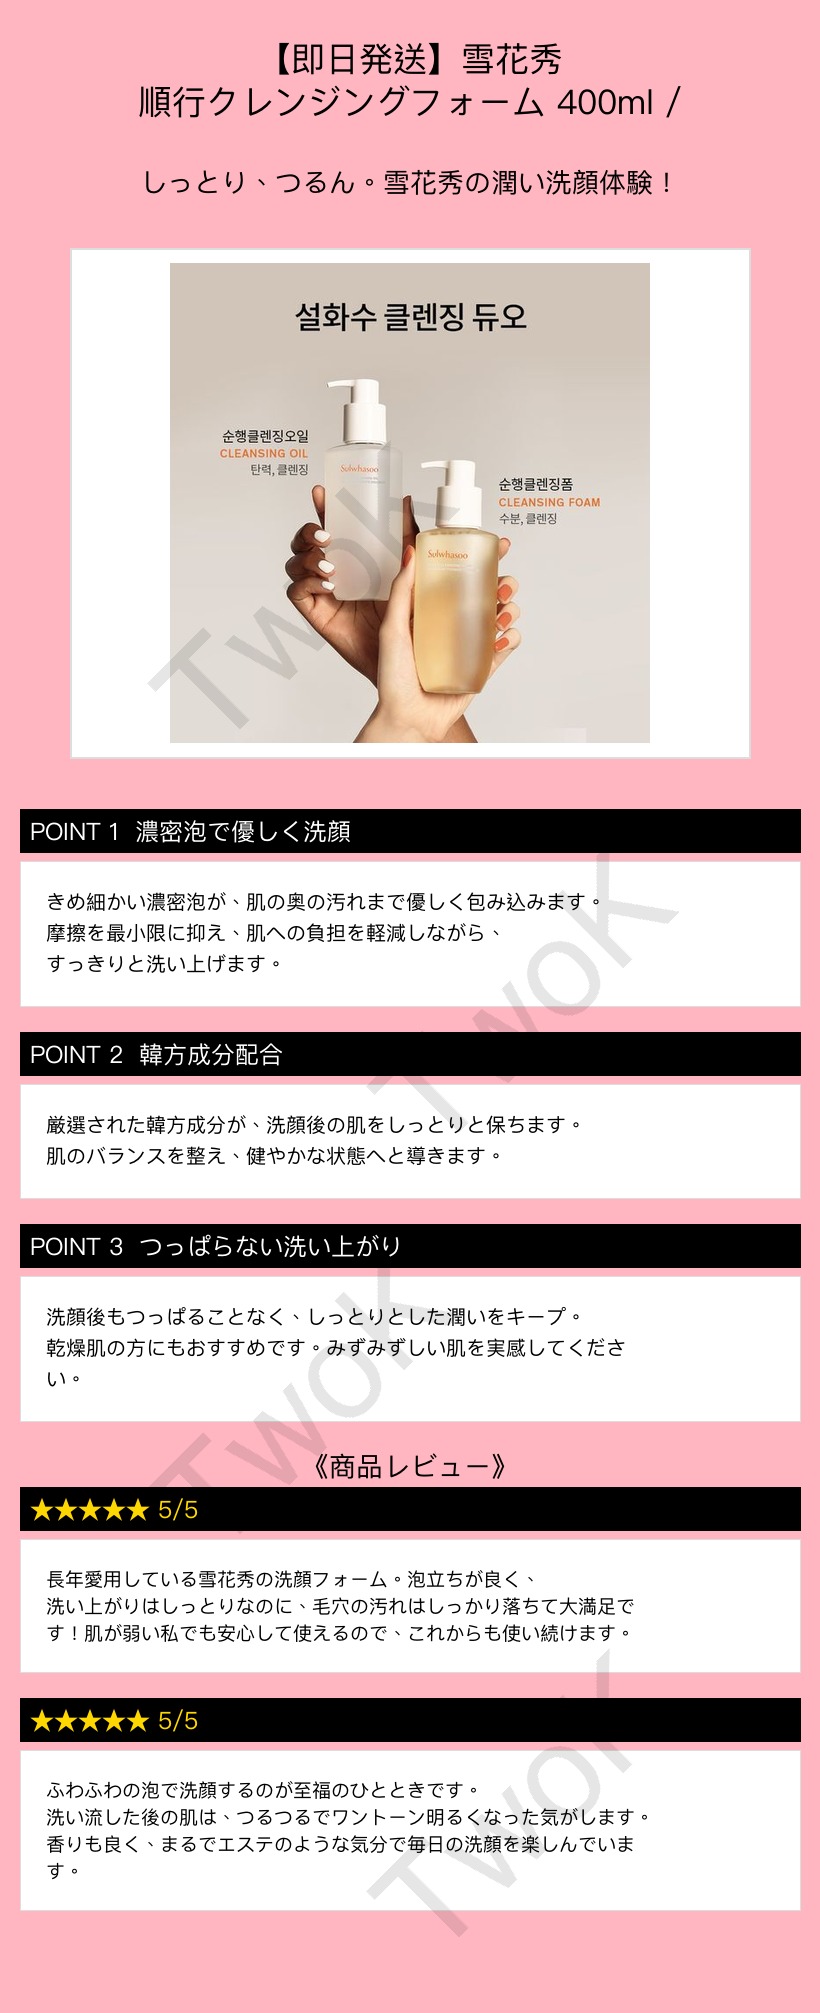 【即日発送】雪花秀
順行クレンジングフォーム 400ml /
しっとり、つるん。雪花秀の潤い洗顔体験！
설화수 클렌징 듀오
순행클렌징오일
CLEANSING OIL
탄력, 클렌징
Sulwhasoo
순행클렌징폼
CLEANSING FOAM
수분, 클렌징
Sulwhasoo
TwoK
POINT 1 濃密泡で優しく洗顔
きめ細かい濃密泡が、肌の奥の汚れまで優しく包み込みます。
摩擦を最小限に抑え、肌への負担を軽減しながら、
すっきりと洗い上げます。
TwoK
POINT 2 韓方成分配合
厳選された韓方成分が、洗顔後の肌をしっとりと保ちます。
肌のバランスを整え、健やかな状態へと導きます。
POINT 3 つっぱらない洗い上がり
洗顔後もつっぱることなく、しっとりとした潤いをキープ。
乾燥肌の方にもおすすめです。みずみずしい肌を実感してくださ
い。
TwoK
《商品レビュー》
★★★★★ 5/5
長年愛用している雪花秀の洗顔フォーム。泡立ちが良く、
洗い上がりはしっとりなのに、毛穴の汚れはしっかり落ちて大満足で
す！肌が弱い私でも安心して使えるので、これからも使い続けます。
★★★★★ 5/5
ふわふわの泡で洗顔するのが至福のひとときです。
洗い流した後の肌は、つるつるでワントーン明るくなった気がします。
香りも良く、まるでエステのような気分で毎日の洗顔を楽しんでいま
す。
TwoK